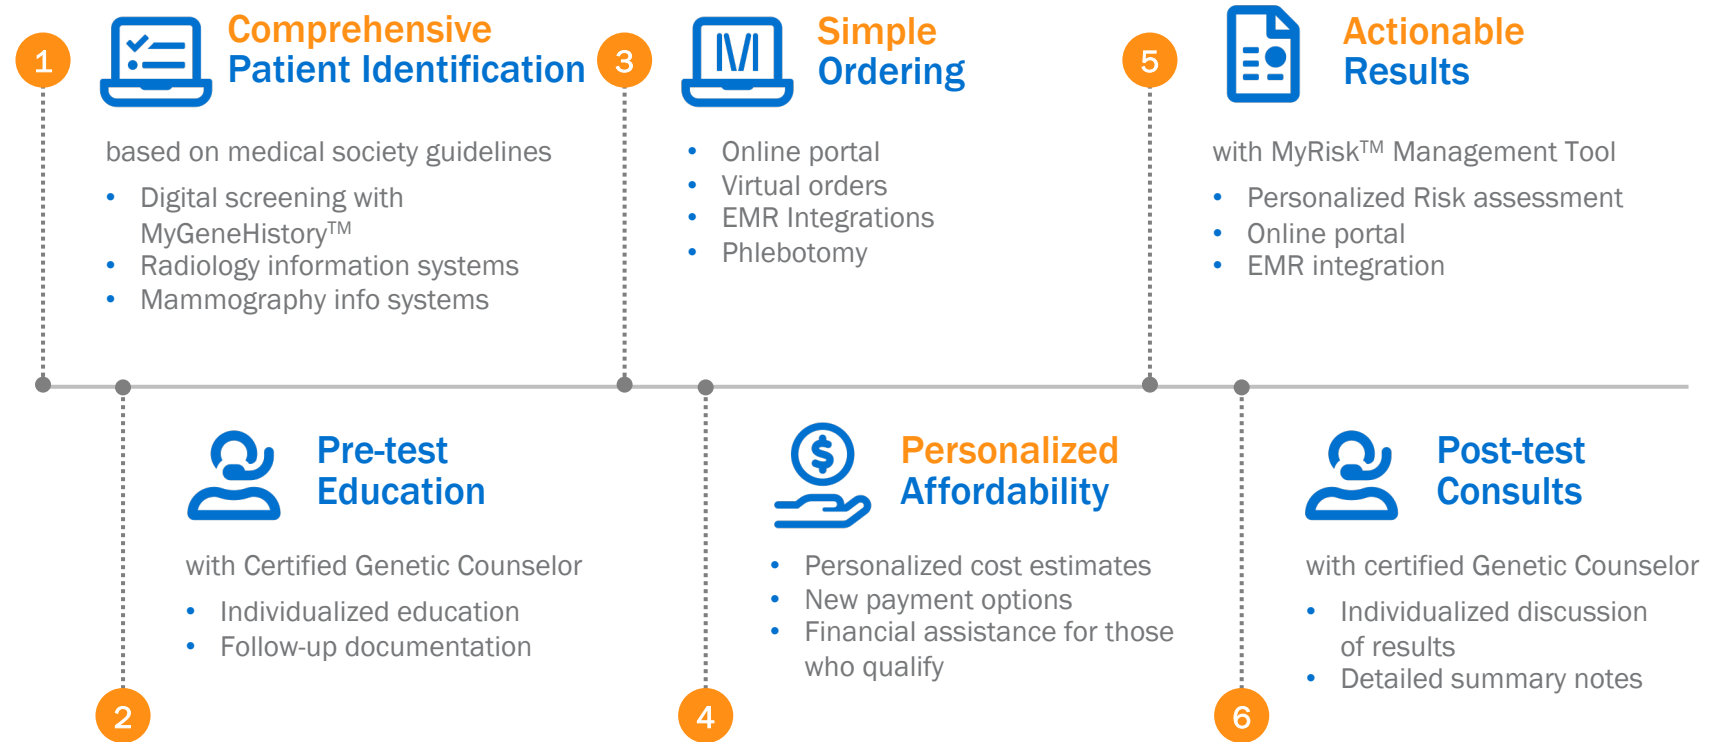 1
Comprehensive
Patient Identification
based on medical society guidelines
• Digital screening with
MyGeneHistory™
• Radiology information systems
• Mammography info systems
2
Pre-test
Education
with Certified Genetic Counselor
• Individualized education
• Follow-up documentation
3
Simple
Ordering
• Online portal
• Virtual orders
• EMR Integrations
• Phlebotomy
4
Personalized
Affordability
• Personalized cost estimates
• New payment options
• Financial assistance for those
who qualify
5
Actionable
Results
with MyRisk™ Management Tool
• Personalized Risk assessment
• Online portal
• EMR integration
6
Post-test
Consults
with certified Genetic Counselor
• Individualized discussion
of results
• Detailed summary notes